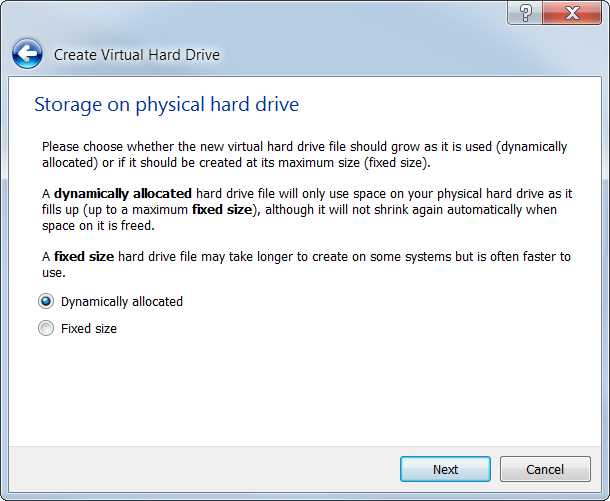 Create Virtual Hard Drive
Storage on physical hard drive
Please choose whether the new virtual hard drive file should grow as it is used (dynamically
allocated) or if it should be created at its maximum size (fixed size).
A dynamically allocated hard drive file will only use space on your physical hard drive as it
fills up (up to a maximum fixed size), although it will not shrink again automatically when
space on it is freed.
A fixed size hard drive file may take longer to create on some systems but is often faster to
use.
Dynamically allocated
Fixed size
Next
Cancel